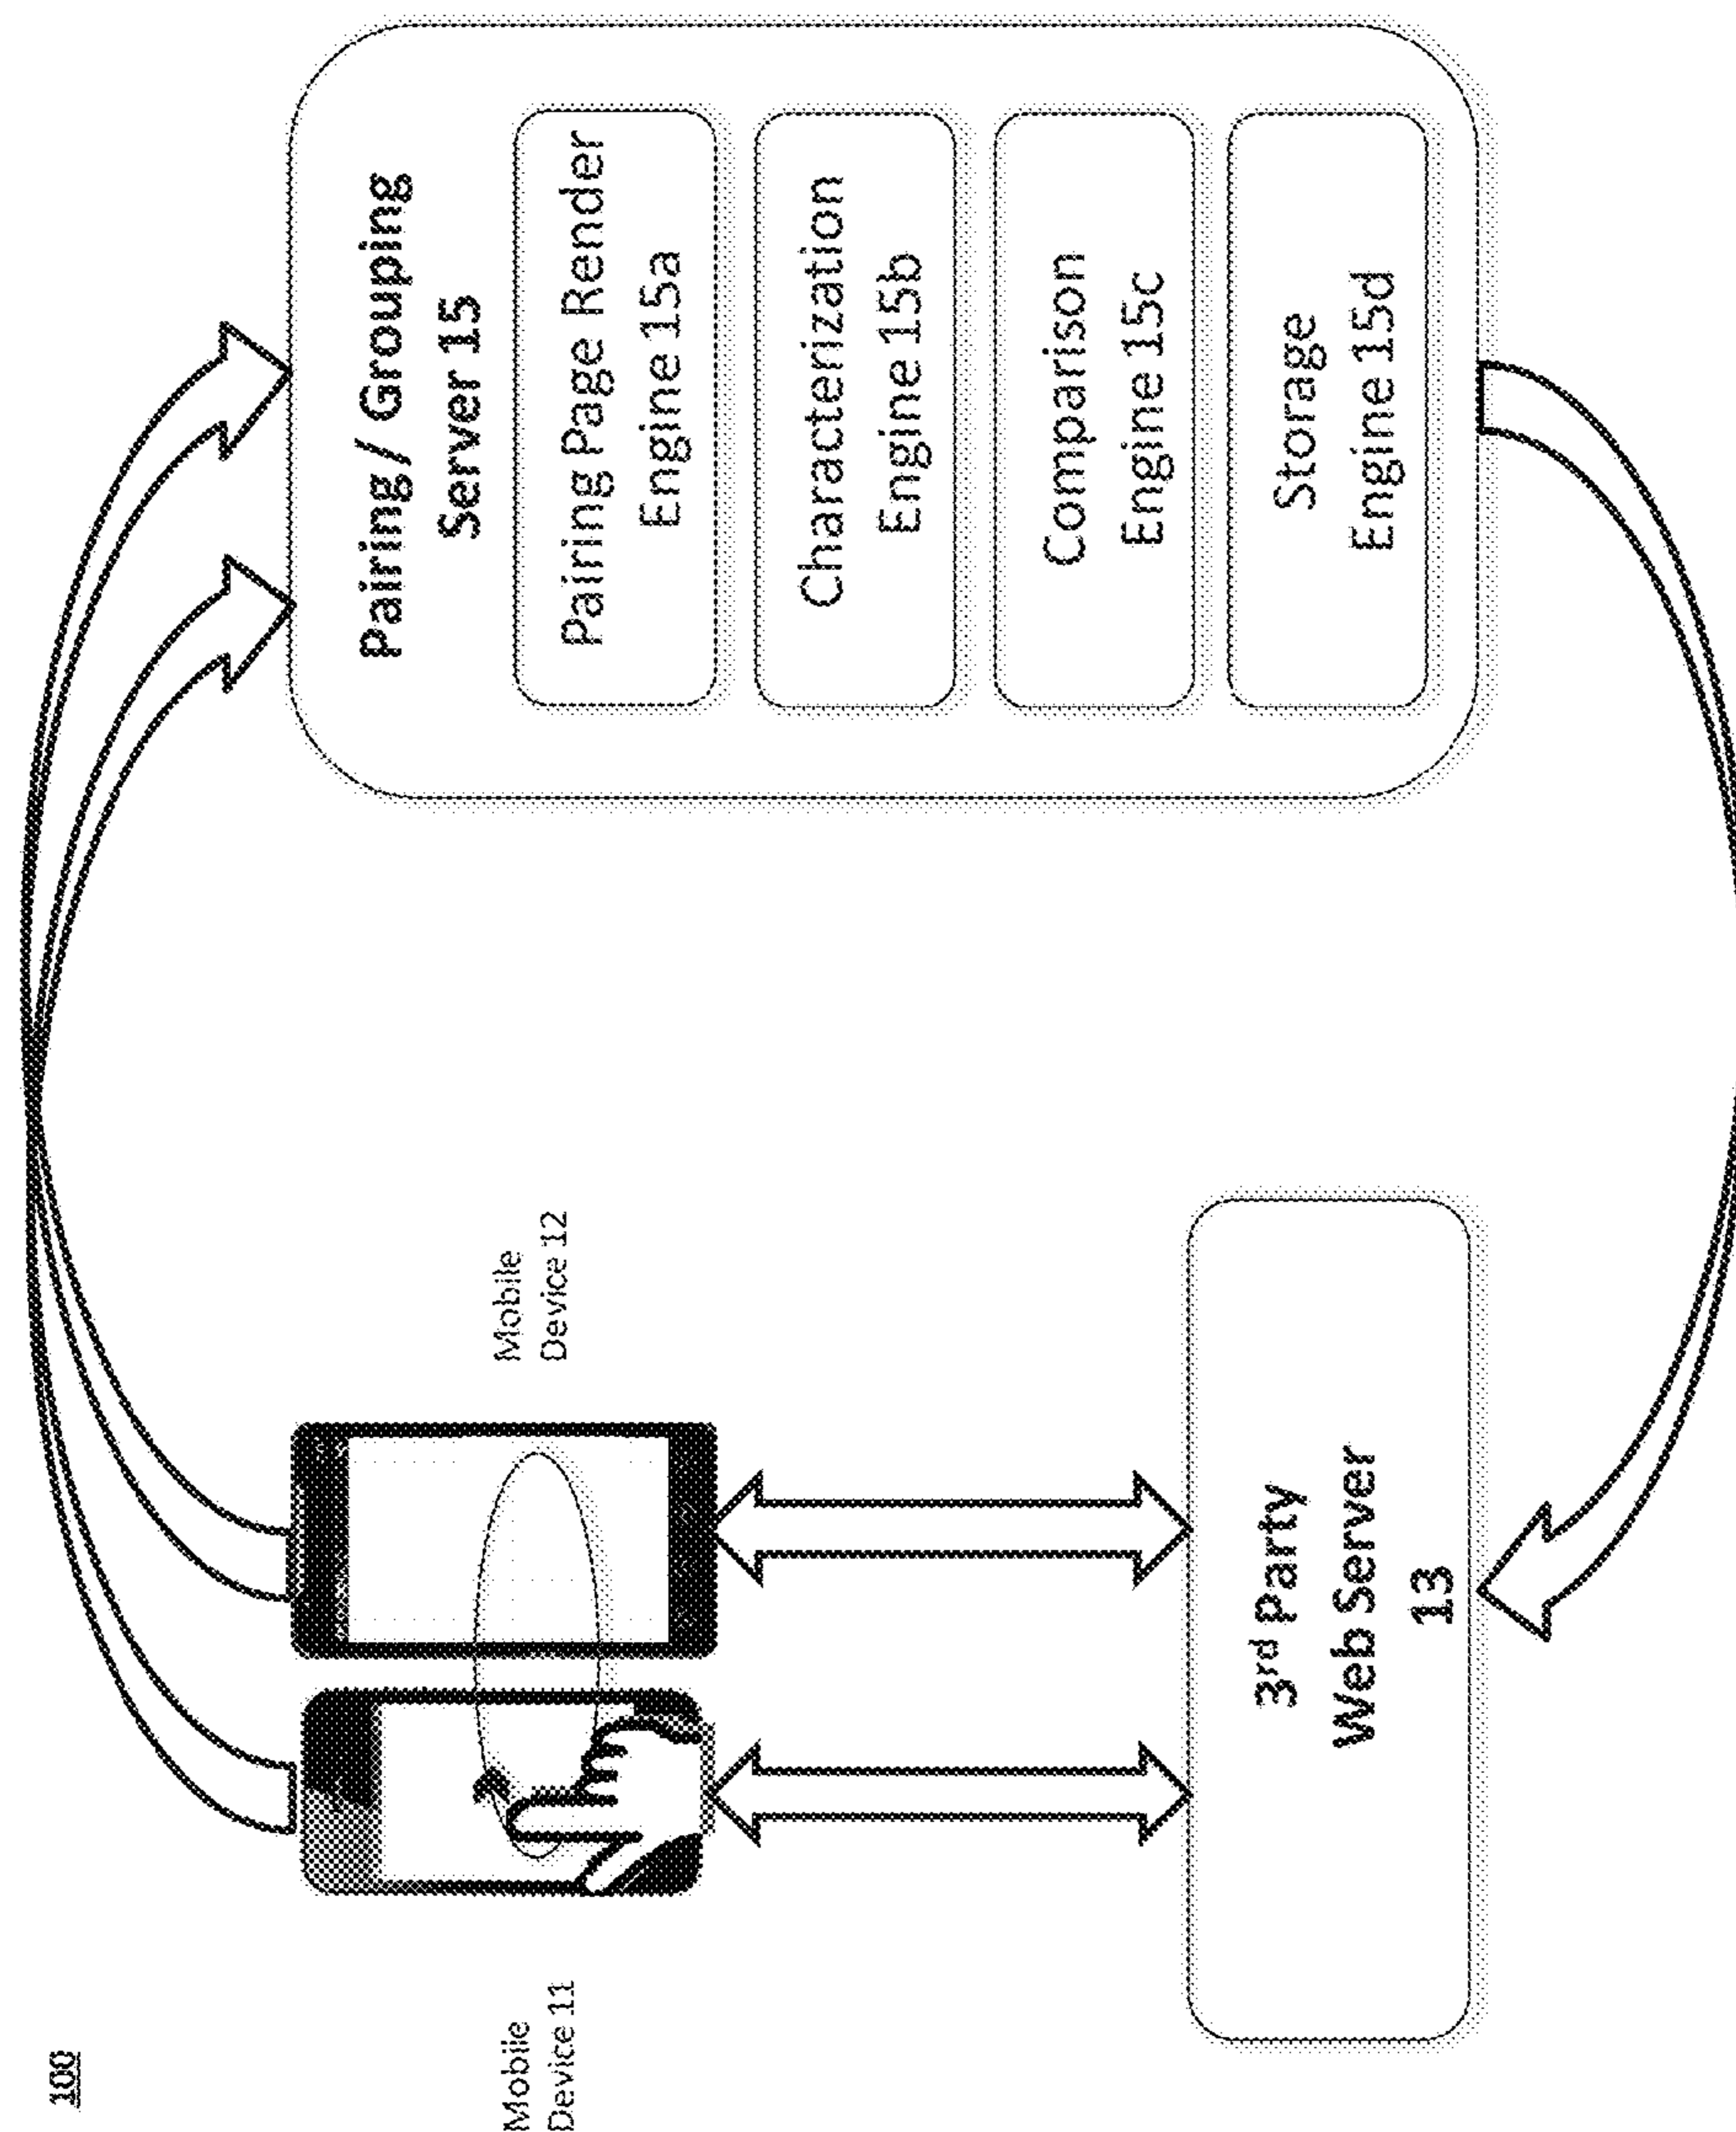 100
Mobile
Device 11
Mobile
Device 12
3rd Party
Web Server
13
Pairing / Grouping
Server 15
Pairing Page Render
Engine 15a
Characterization
Engine 15b
Comparison
Engine 15c
Storage
Engine 15d